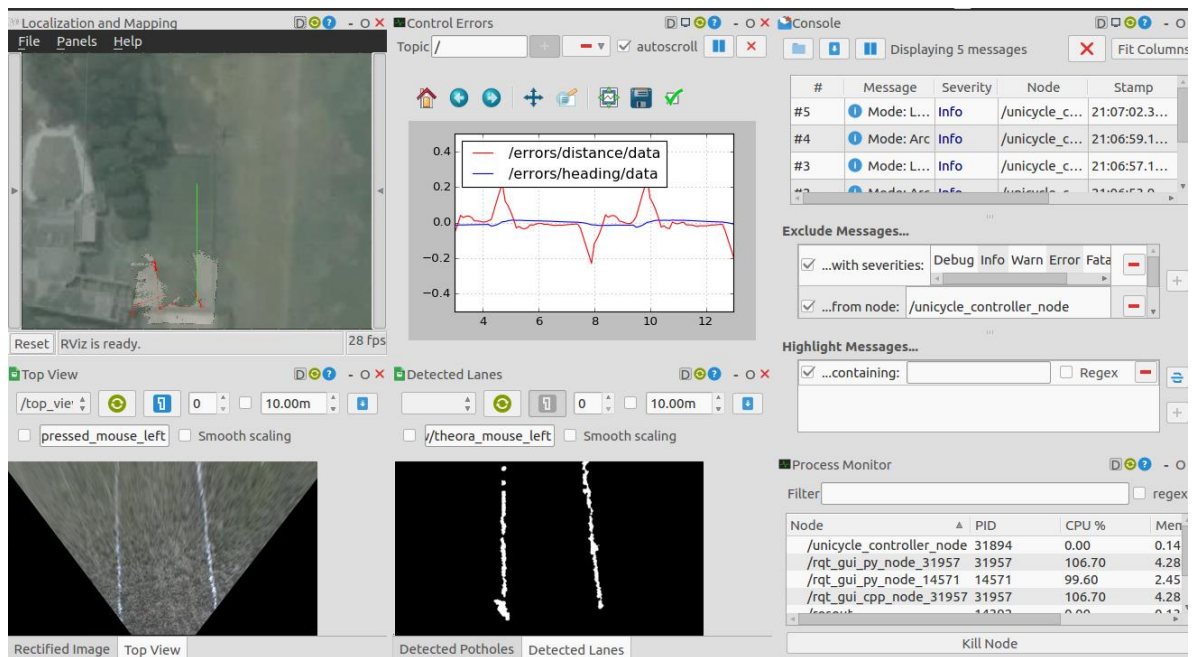 Localization and Mapping
D ? - O ×
File Panels Help
Reset RViz is ready. 28 fps
Control Errors
D ? - O ×
Topic / + autoscroll
0.4
0.2
0.0
−0.2
−0.4
4 6 8 10 12
/errors/distance/data
/errors/heading/data
Console
D ? - O
Displaying 5 messages Fit Columns
# Message Severity Node Stamp
#5 Mode: L... Info /unicycle_c... 21:07:02.3...
#4 Mode: Arc Info /unicycle_c... 21:06:59.1...
#3 Mode: L... Info /unicycle_c... 21:06:57.1...
Exclude Messages...
...with severities: Debug Info Warn Error Fata
...from node: /unicycle_controller_node
Highlight Messages...
...containing: Regex
Top View
D ? - O ×
/top_vie 1 0 10.00m
pressed_mouse_left Smooth scaling
Rectified Image Top View
Detected Lanes
D ? - O ×
1 0 10.00m
/theora_mouse_left Smooth scaling
Detected Potholes Detected Lanes
Process Monitor
D ? - O
Filter regex
Node PID CPU % Men
/unicycle_controller_node 31894 0.00 0.14
/rqt_gui_py_node_31957 31957 106.70 4.28
/rqt_gui_py_node_14571 14571 99.60 2.45
/rqt_gui_cpp_node_31957 31957 106.70 4.28
Kill Node